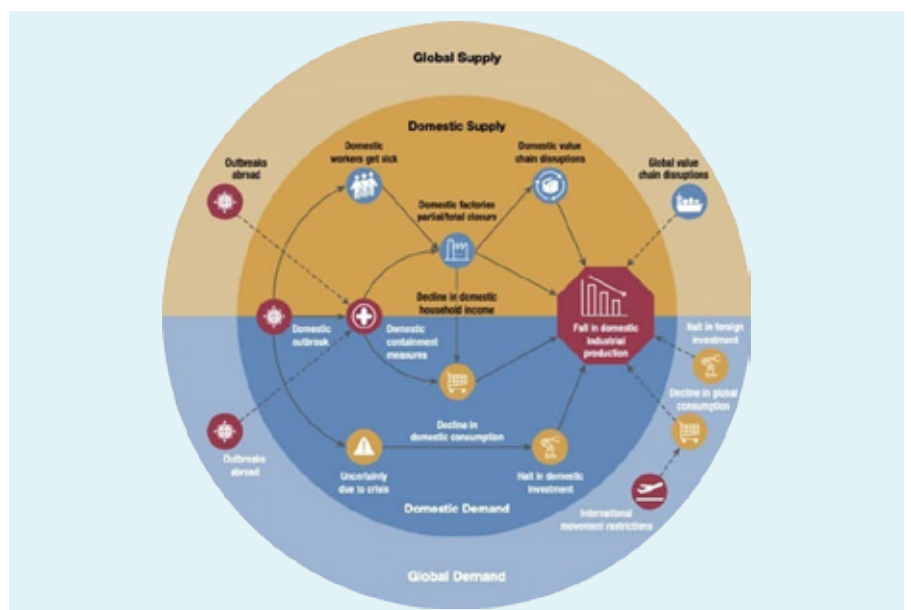 Global Supply
Domestic Supply
Domestic
workers get sick
Domestic value
chain disruptions
Outbreaks
abroad
Global value
chain disruptions
Domestic factories
partial/total closure
Decline in domestic
household income
Domestic
outbreak
Domestic
containment
measures
Fall in domestic
industrial
production
Halt in foreign
investment
Decline in global
consumption
Decline in
domestic consumption
Outbreaks
abroad
Uncertainty
due to crisis
Halt in domestic
investment
International
movement restrictions
Domestic Demand
Global Demand